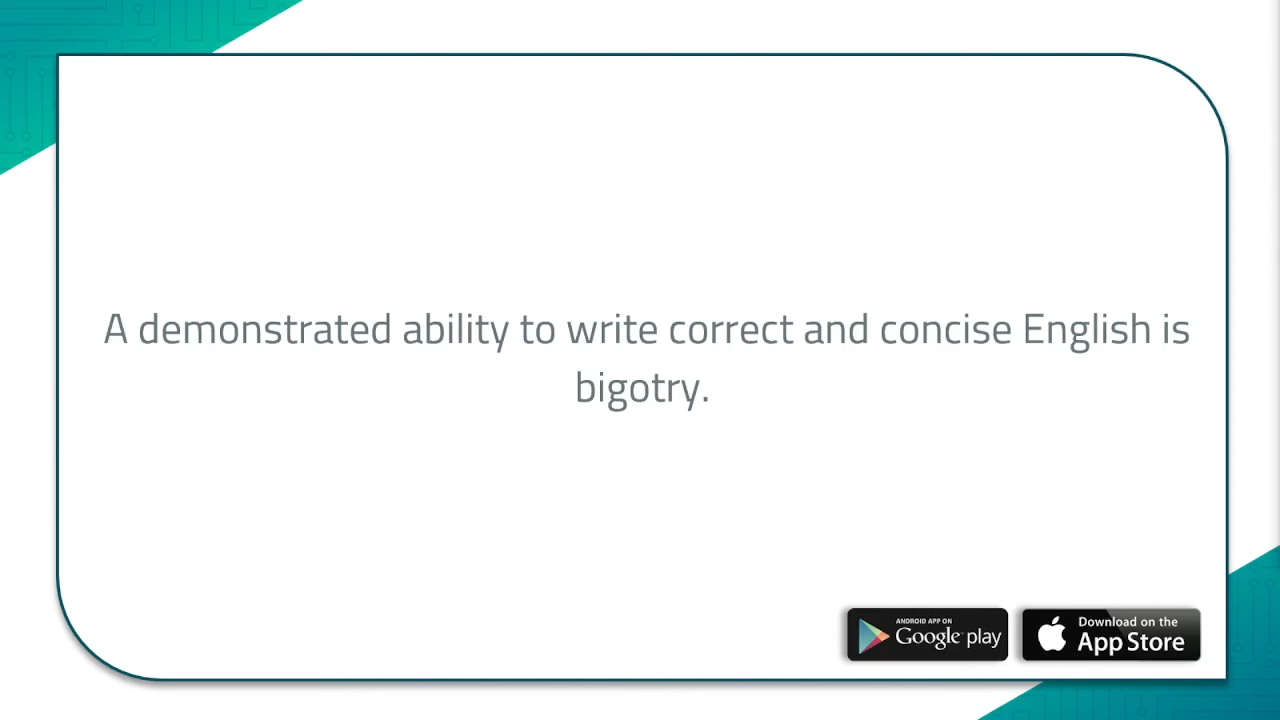 A demonstrated ability to write correct and concise English is
bigotry.
ANDROID APP ON
Google play
Download on the
App Store